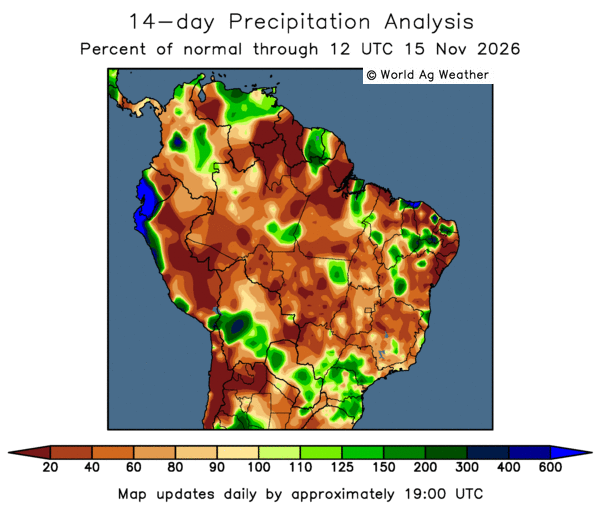 14-day Precipitation Analysis
Percent of normal through 12 UTC 15 Nov 2026
© World Ag Weather
20 40 60 80 90 100 110 125 150 200 300 400 600
Map updates daily by approximately 19:00 UTC